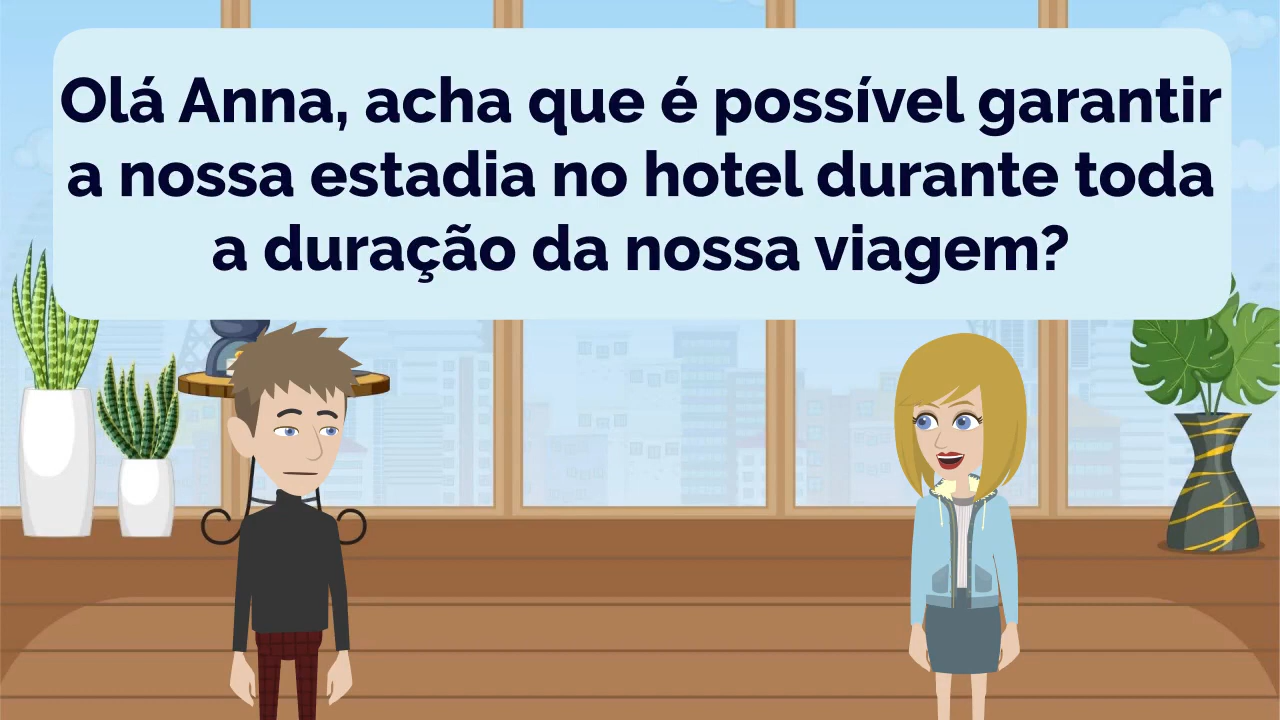 Olá Anna, acha que é possível garantir
a nossa estadia no hotel durante toda
a duração da nossa viagem?